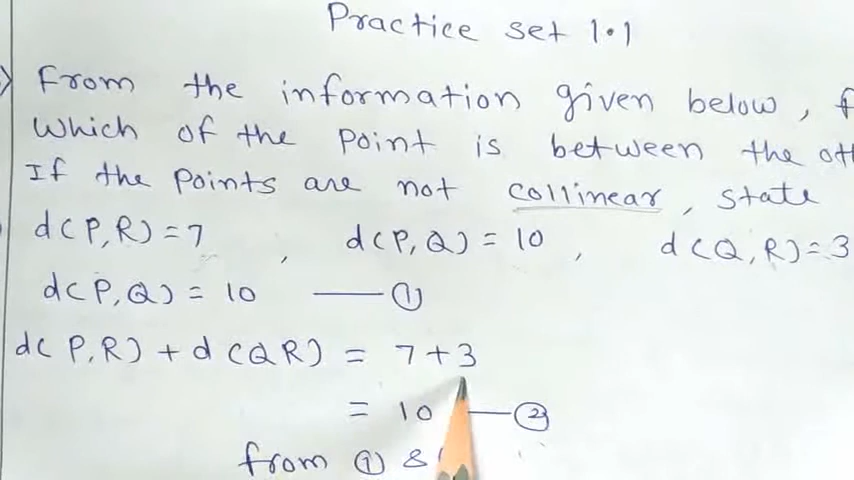 Practice set 1.1
From the information given below,
Which of the point is between the
If the points are not collinear, state
d(P,R) = 7 , d(P,Q) = 10 , d(Q,R) = 3
d(P,Q) = 10 —— ①
d(P,R) + d(QR) = 7+3
= 10 —— ②
from ① &